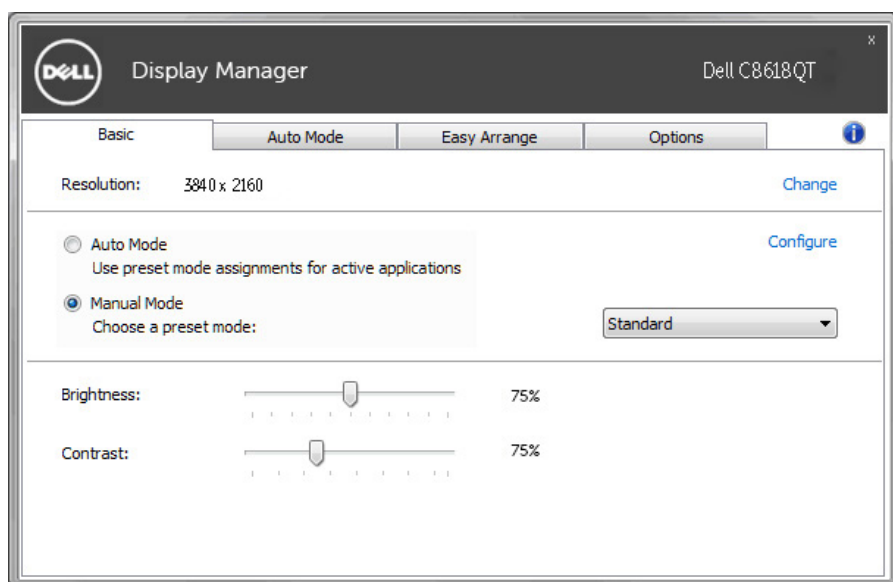 DELL Display Manager Dell C8618QT x
Basic Auto Mode Easy Arrange Options i
Resolution: 3840 x 2160 Change
Auto Mode Configure
Use preset mode assignments for active applications
Manual Mode
Choose a preset mode: Standard
Brightness: 75%
Contrast: 75%